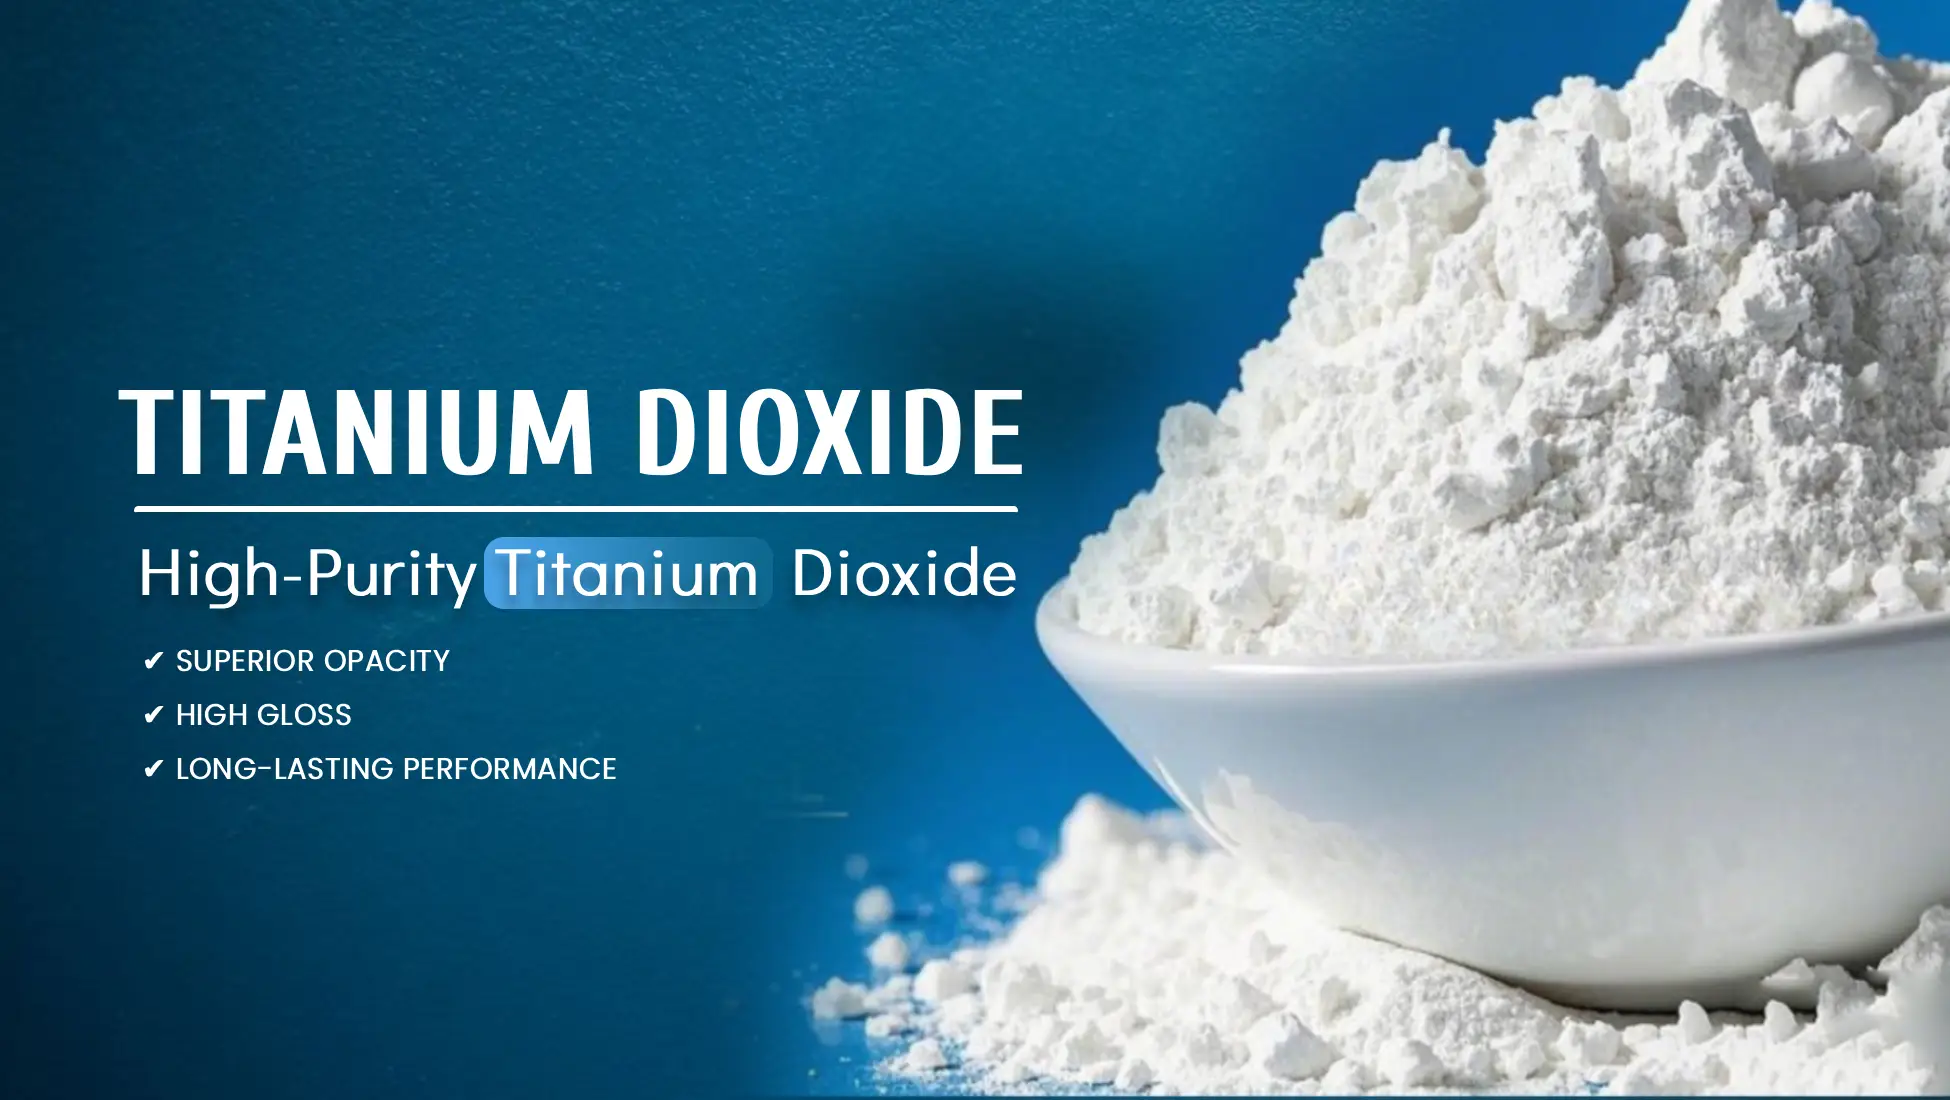 TITANIUM DIOXIDE
High-Purity Titanium Dioxide
✔ SUPERIOR OPACITY
✔ HIGH GLOSS
✔ LONG-LASTING PERFORMANCE